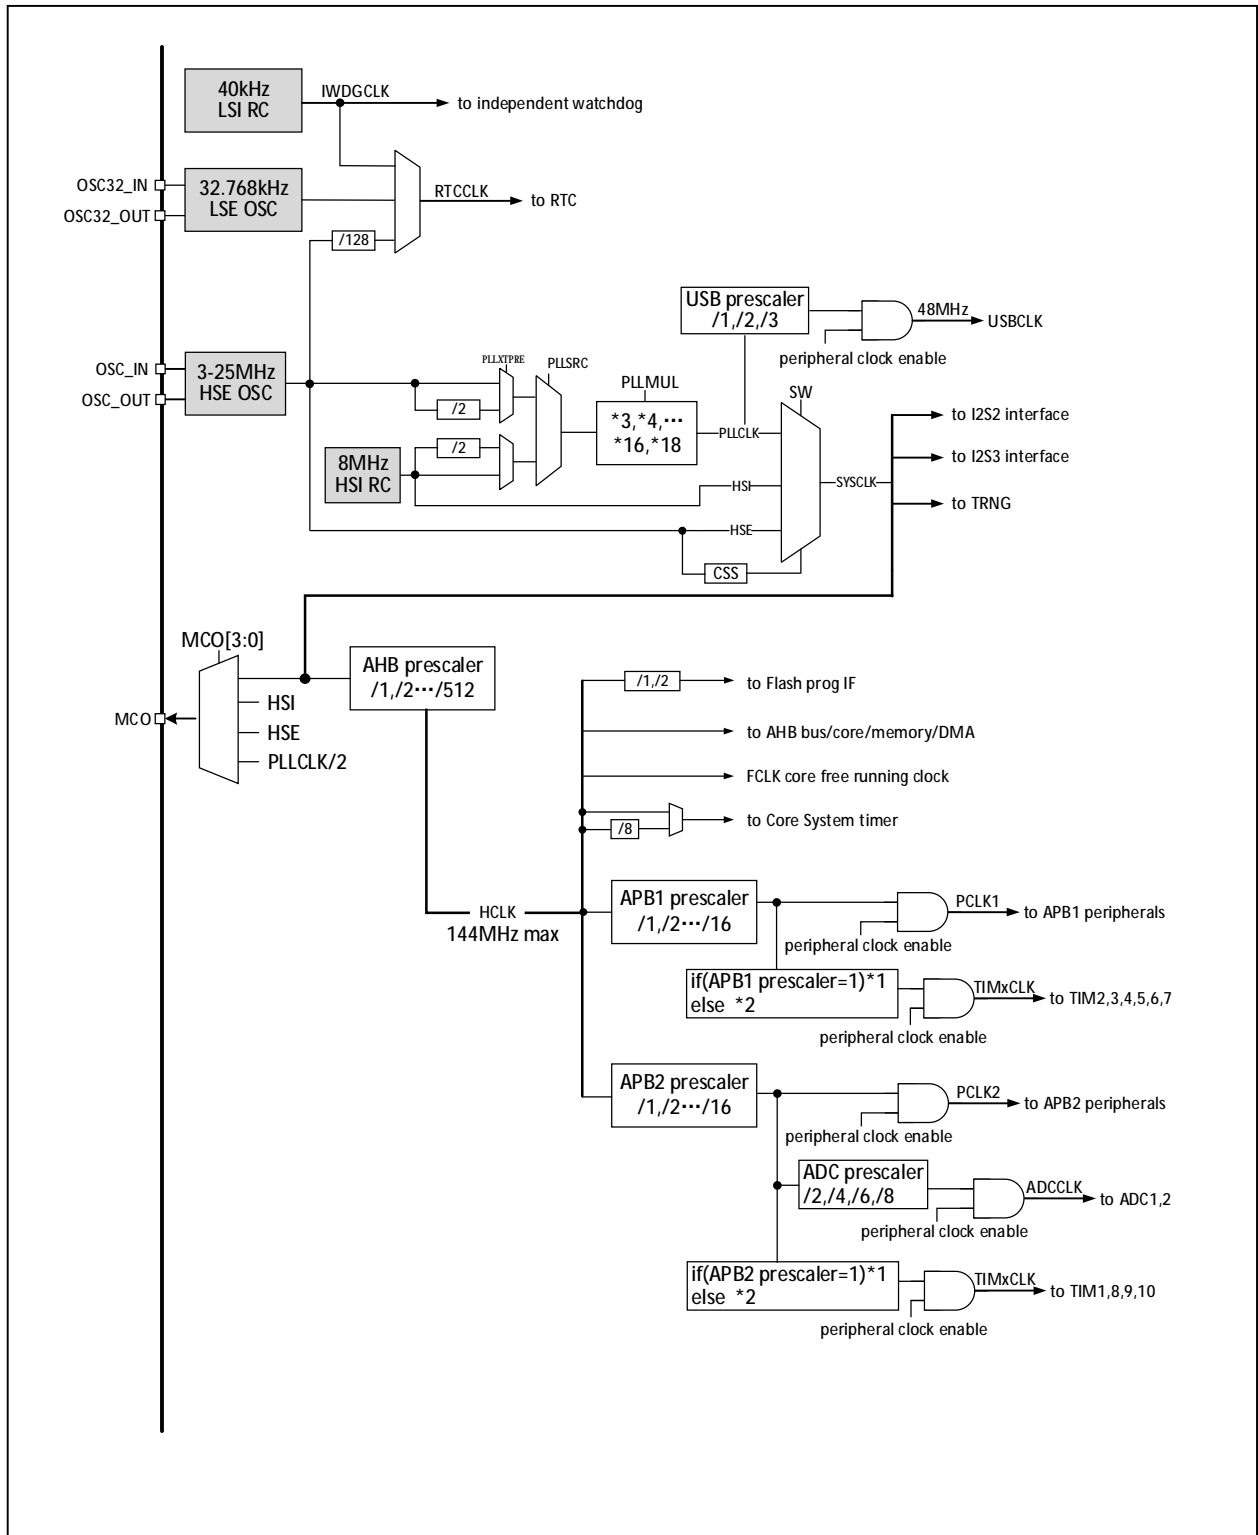 40kHz
LSI RC
IWDGCLK
to independent watchdog
OSC32_IN
OSC32_OUT
32.768kHz
LSE OSC
RTCCLK
to RTC
/128
USB prescaler
/1,/2,/3
48MHz
USBCLK
peripheral clock enable
OSC_IN
OSC_OUT
3-25MHz
HSE OSC
PLLXTPRE
PLLSRC
/2
PLLMUL
*3,*4,···
*16,*18
PLLCLK
SW
to I2S2 interface
/2
8MHz
HSI RC
HSI
SYSCLK
to I2S3 interface
to TRNG
HSE
CSS
MCO[3:0]
AHB prescaler
/1,/2···/512
HSI
MCO
HSE
PLLCLK/2
/1,/2
to Flash prog IF
to AHB bus/core/memory/DMA
FCLK core free running clock
/8
to Core System timer
HCLK
144MHz max
APB1 prescaler
/1,/2···/16
PCLK1
to APB1 peripherals
peripheral clock enable
if(APB1 prescaler=1)*1
else *2
TIMxCLK
to TIM2,3,4,5,6,7
peripheral clock enable
APB2 prescaler
/1,/2···/16
PCLK2
to APB2 peripherals
peripheral clock enable
ADC prescaler
/2,/4,/6,/8
ADCCLK
to ADC1,2
peripheral clock enable
if(APB2 prescaler=1)*1
else *2
TIMxCLK
to TIM1,8,9,10
peripheral clock enable